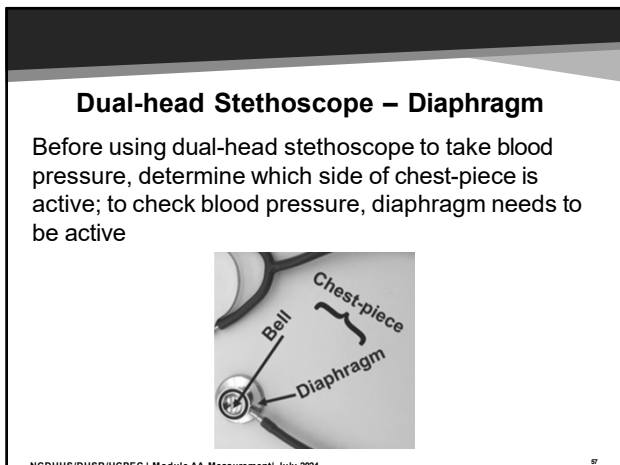 Dual-head Stethoscope – Diaphragm
Before using dual-head stethoscope to take blood
pressure, determine which side of chest-piece is
active; to check blood pressure, diaphragm needs to
be active
Chest-piece
Bell
Diaphragm
57